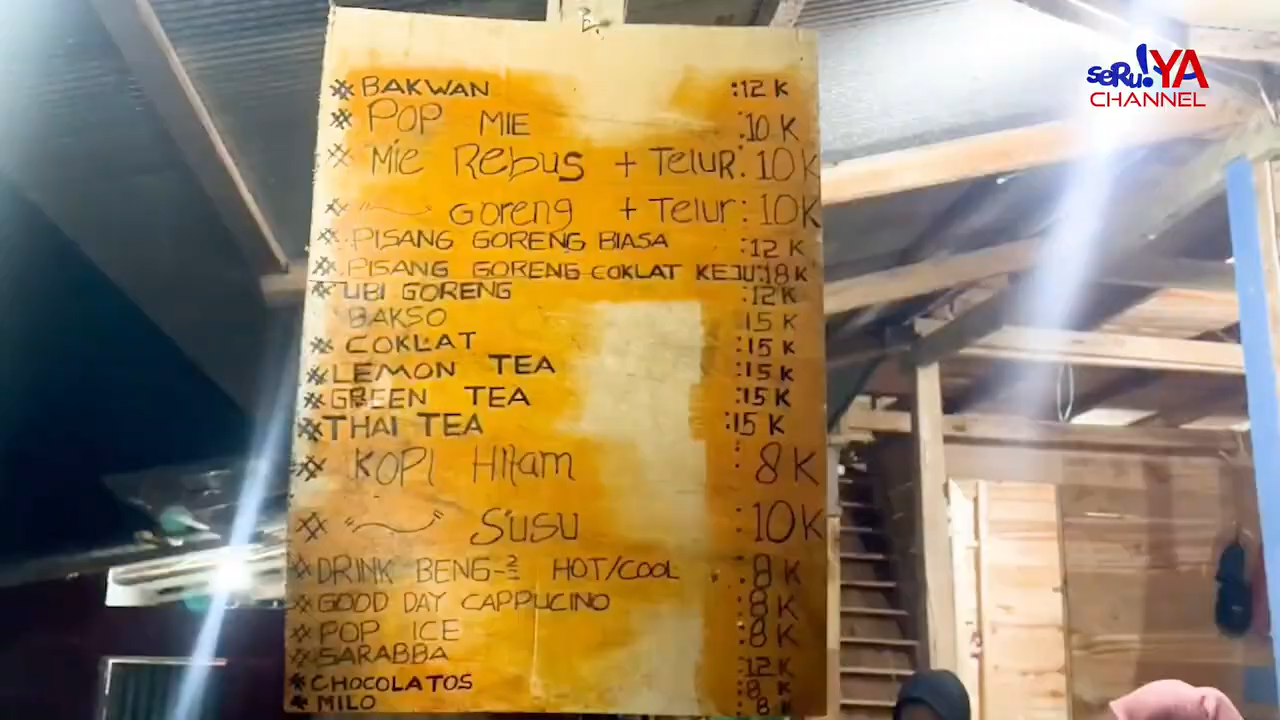 seRu!YA
CHANNEL
# BAKWAN :12 K
# POP MIE :10 K
# Mie Rebus + TeluR: 10K
# " ~ " Goreng + Telur: 10K
# PISANG GORENG BIASA :12 K
# PISANG GORENG COKLAT KEJU:18 K
# UBI GORENG :12 K
BAKSO 15 K
# COKLAT :15 K
# LEMON TEA :15 K
# GREEN TEA :15 K
# THAI TEA :15 K
# KOPI HItam : 8 K
# "~" Susu :10K
# DRINK BENG-2 HOT/COOL :8 K
# GOOD DAY CAPPUCINO :8 K
# POP ICE :8 K
# SARABBA :12 K
# CHOCOLATOS :8 K
# MILO :8 K